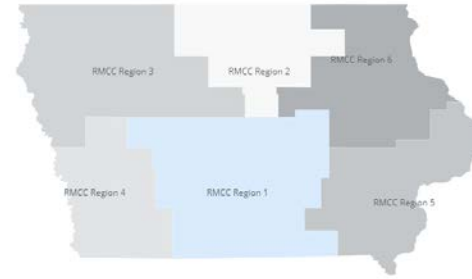 RMCC Region 6
RMCC Region 3
RMCC Region 2
RMCC Region 4
RMCC Region 1
RMCC Region 5